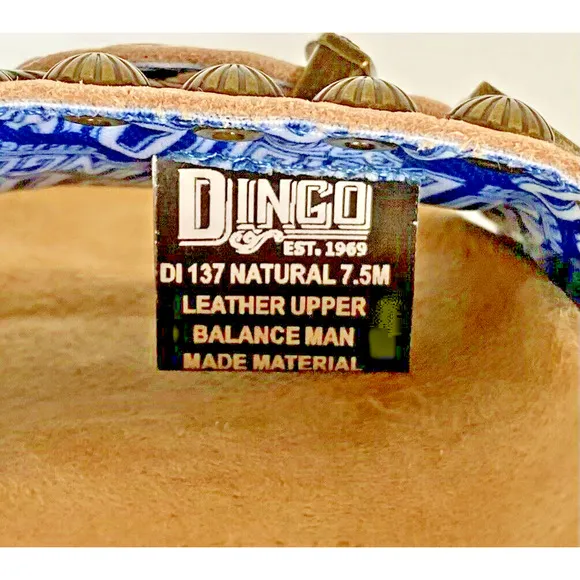 DINGO
EST. 1969
DI 137 NATURAL 7.5M
LEATHER UPPER
BALANCE MAN
MADE MATERIAL